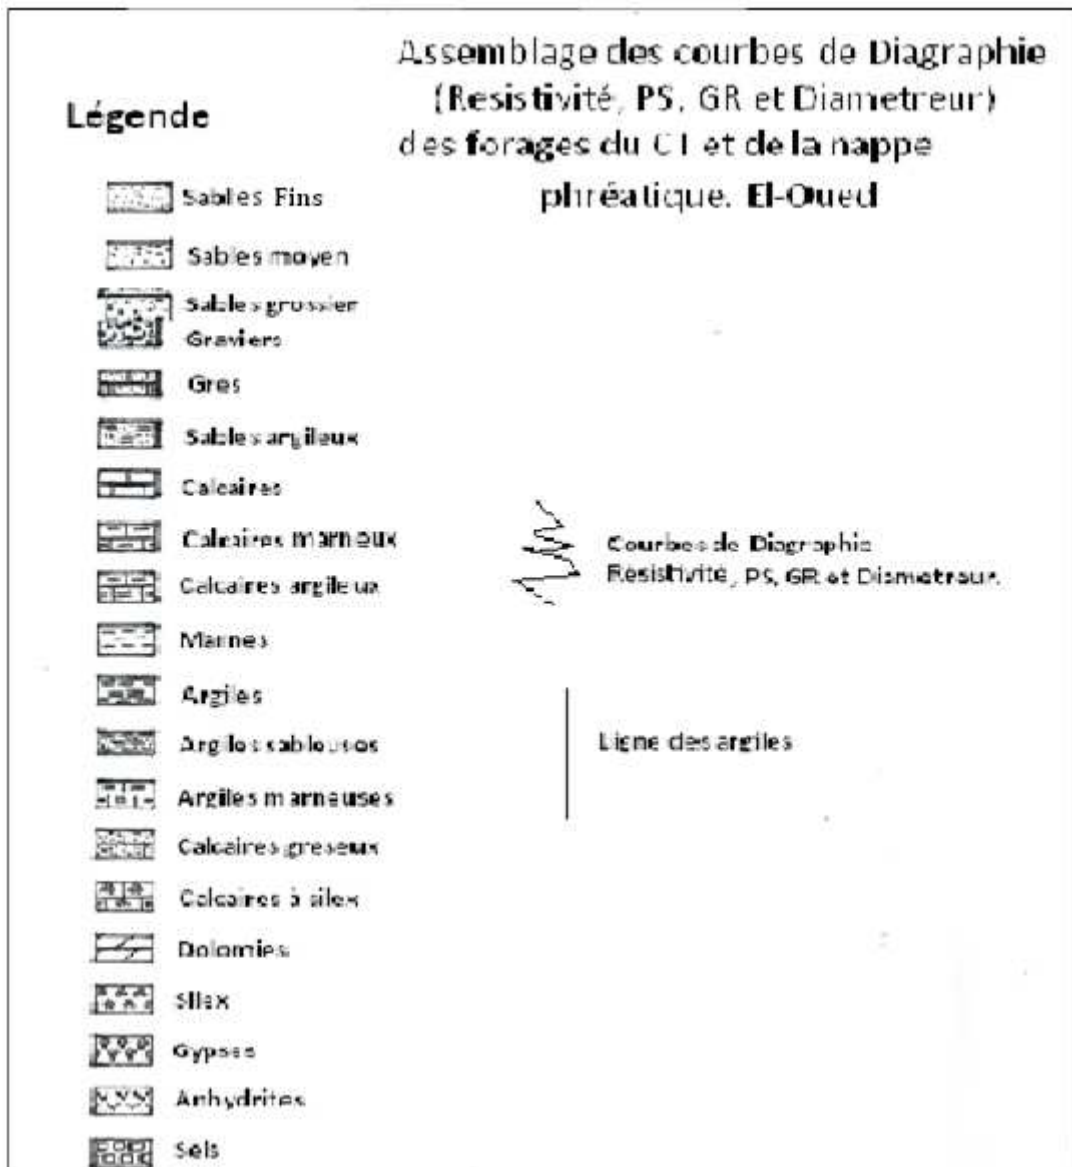 Assemblage des courbes de Diagraphie
(Resistivité, PS, GR et Diametreur)
des forages du CT et de la nappe
phréatique. El-Oued
Légende
Sables Fins
Sables moyen
Sables grossier
Graviers
Gres
Sables argileux
Calcaires
Calcaires marneux
Calcaires argileux
Marnes
Argiles
Argiles sableuses
Argiles marneuses
Calcaires greseux
Calcaires à silex
Dolomies
Silex
Gypses
Anhydrites
Sels
Courbes de Diagraphie
Resistivité, PS, GR et Diametreur.
Ligne des argiles